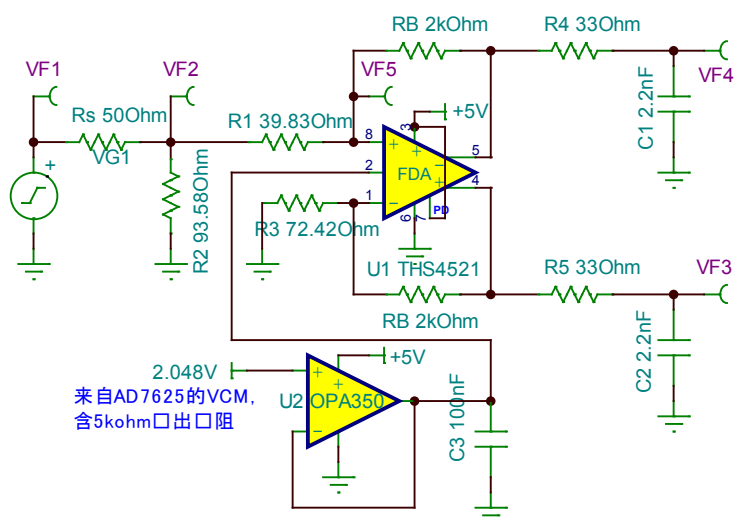 RB 2kOhm
R4 33Ohm
VF1
VF2
VF5
VF4
Rs 50Ohm
VG1
R1 39.83Ohm
+5V
C1 2.2nF
+
8
3
5
2
FDA
4
1
6
7
PD
R2 93.58Ohm
R3 72.42Ohm
U1 THS4521
R5 33Ohm
VF3
RB 2kOhm
C2 2.2nF
2.048V
+5V
来自AD7625的VCM,
含5kohm口出口阻
U2 OPA350
C3 100nF